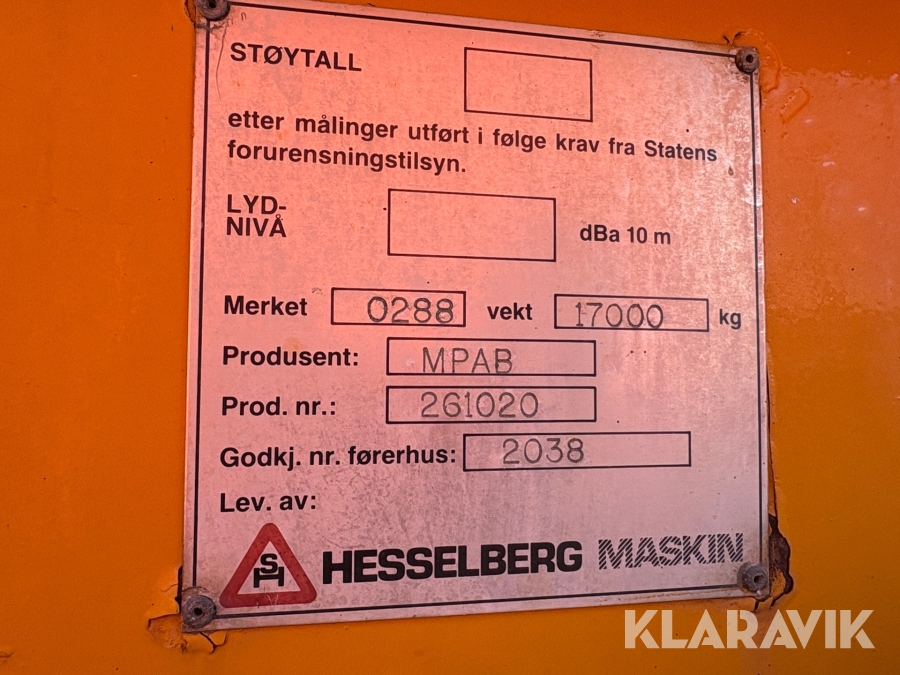 STØYTALL
etter målinger utført i følge krav fra Statens
forurensningstilsyn.
LYD-
NIVÅ
dBa 10 m
Merket 0288 vekt 17000 kg
Produsent: MPAB
Prod. nr.: 261020
Godkj. nr. førerhus: 2038
Lev. av:
SH HESSELBERG MASKIN
KLARAVIK